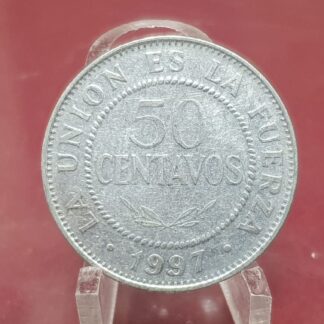 LA UNION ES LA FUERZA
50
CENTAVOS
· 1997 ·